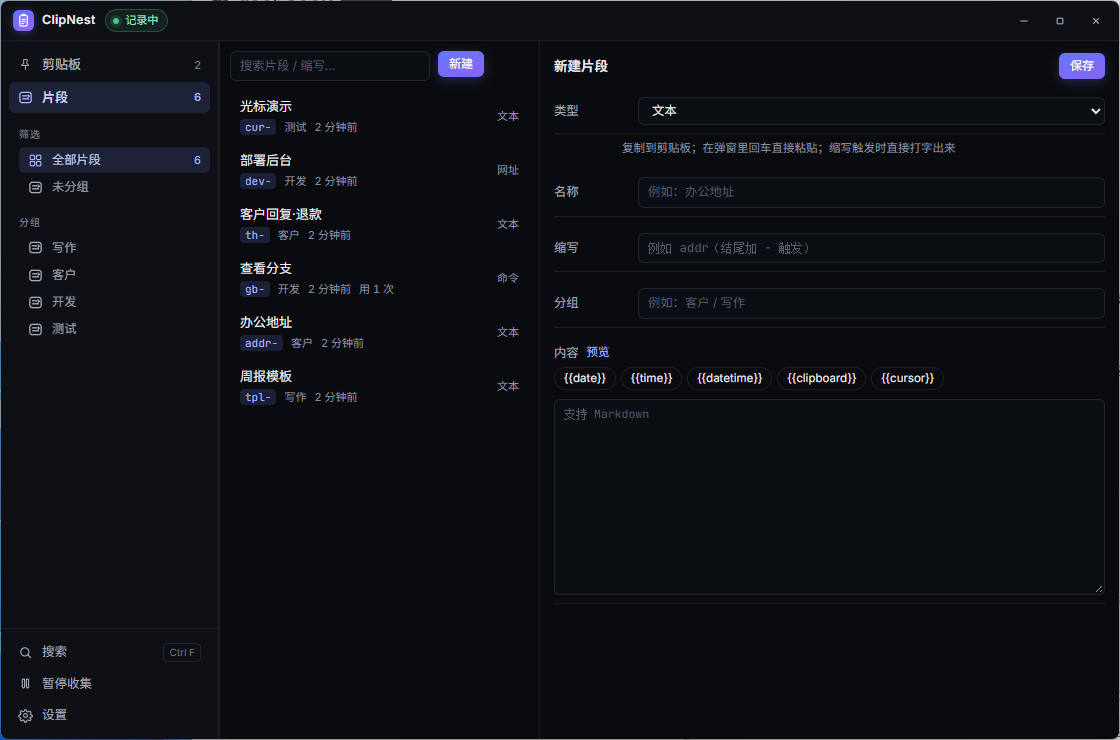 ClipNest 记录中
剪贴板 2
片段 6
筛选
全部片段 6
未分组
分组
写作
客户
开发
测试
搜索 Ctrl F
暂停收集
设置
搜索片段 / 缩写... 新建
光标演示
cur- 测试 2 分钟前 文本
部署后台
dev- 开发 2 分钟前 网址
客户回复·退款
th- 客户 2 分钟前 文本
查看分支
gb- 开发 2 分钟前 用 1 次 命令
办公地址
addr- 客户 2 分钟前 文本
周报模板
tpl- 写作 2 分钟前 文本
新建片段 保存
类型 文本
复制到剪贴板；在弹窗里回车直接粘贴；缩写触发时直接打字出来
名称 例如：办公地址
缩写 例如 addr（结尾加 - 触发）
分组 例如：客户 / 写作
内容 预览
{{date}} {{time}} {{datetime}} {{clipboard}} {{cursor}}
支持 Markdown